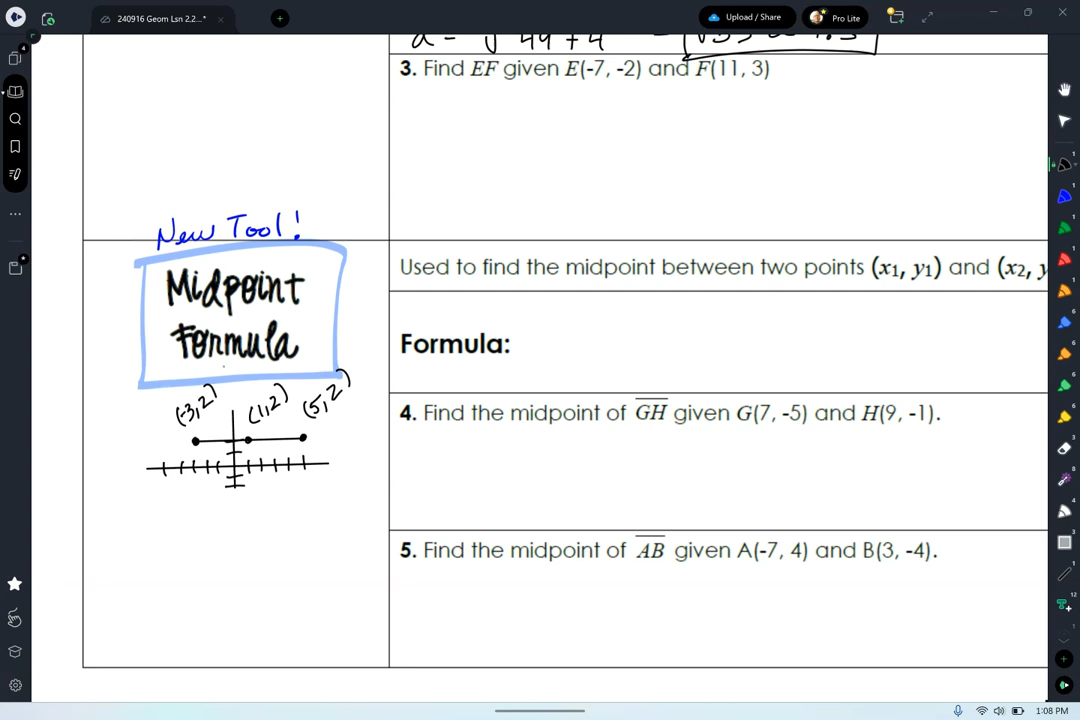 240916 Geom Lsn 2.2...*
Upload / Share
Pro Lite
3. Find EF given E(-7, -2) and F(11, 3)
New Tool!
Midpoint
Formula
Used to find the midpoint between two points (x₁, y₁) and (x₂, y
Formula:
(-3,2) (1,2) (5,2)
4. Find the midpoint of GH given G(7, -5) and H(9, -1).
5. Find the midpoint of AB given A(-7, 4) and B(3, -4).
1:08 PM